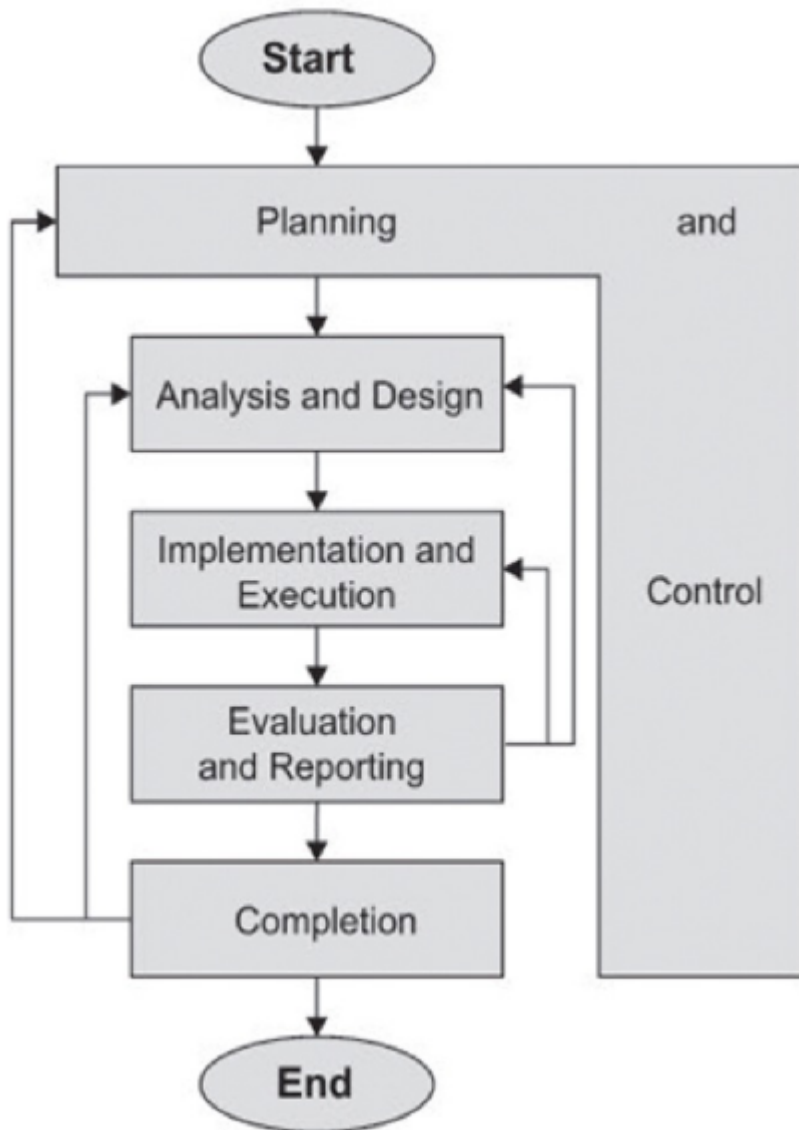 Start
Planning and
Analysis and Design
Implementation and
Execution
Control
Evaluation
and Reporting
Completion
End